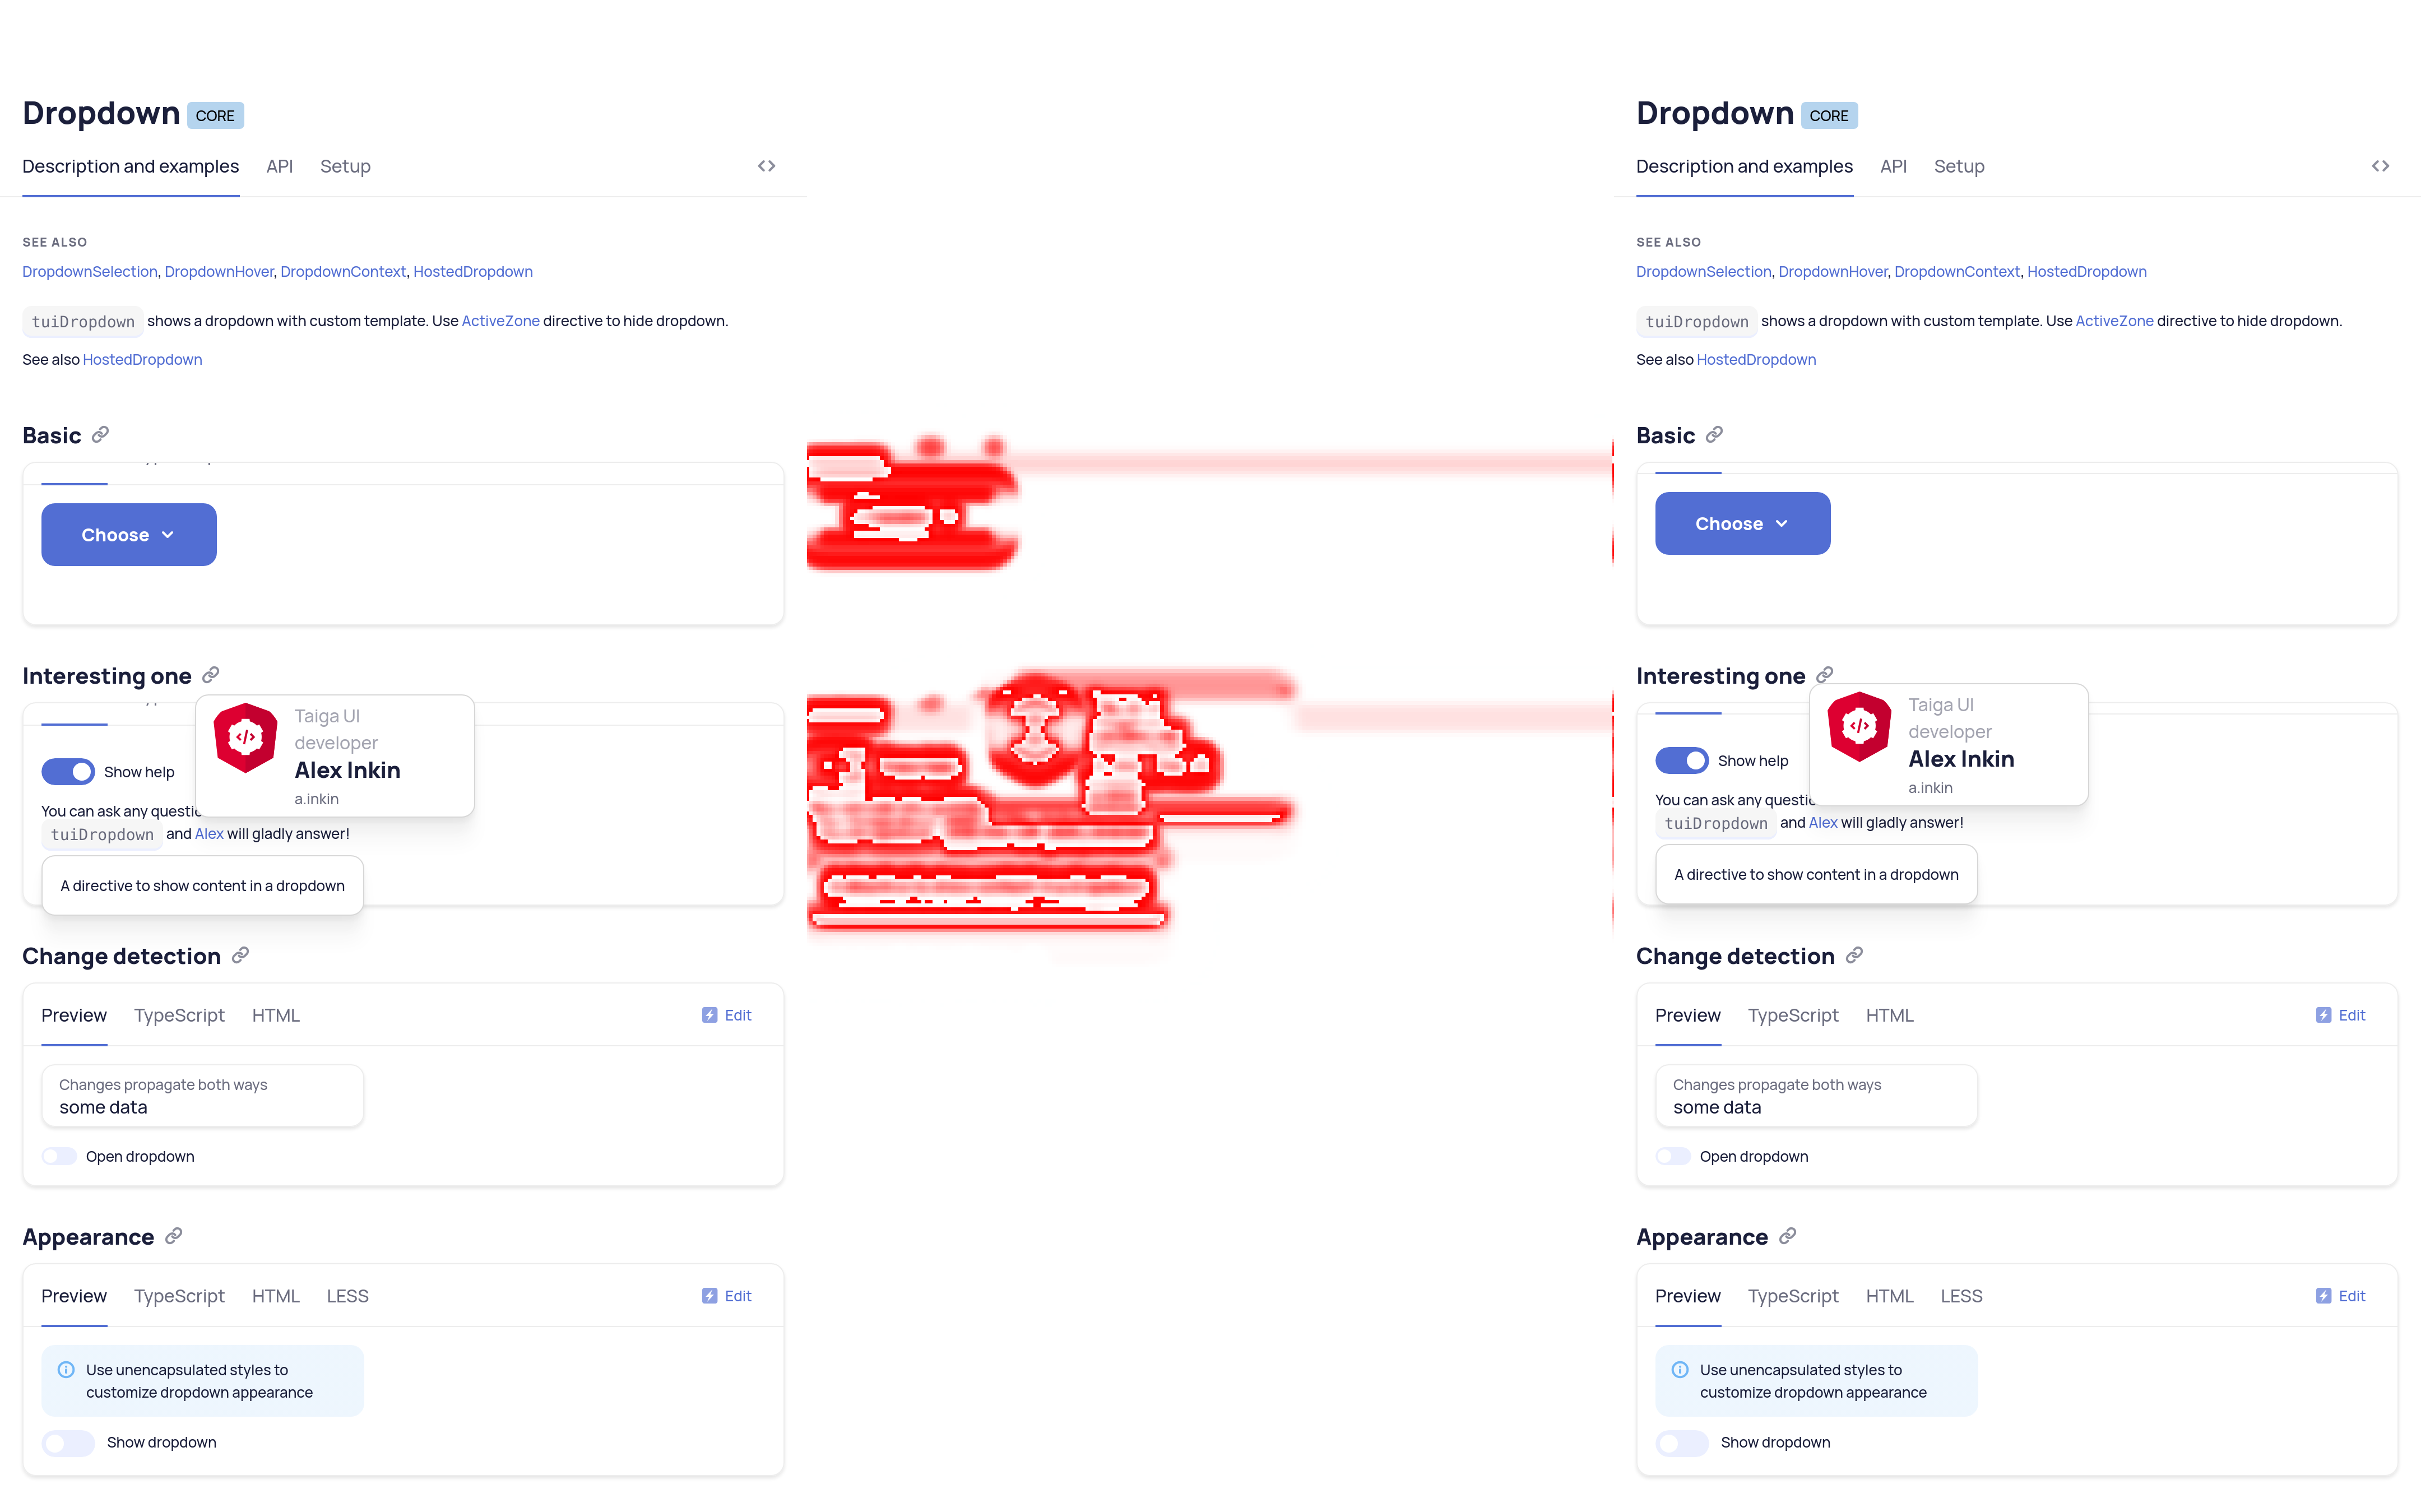 Dropdown CORE
Description and examples API Setup
SEE ALSO
DropdownSelection, DropdownHover, DropdownContext, HostedDropdown
tuiDropdown shows a dropdown with custom template. Use ActiveZone directive to hide dropdown.
See also HostedDropdown
Basic
Choose
Interesting one
Taiga UI
developer
Alex Inkin
a.inkin
Show help
You can ask any questi
tuiDropdown and Alex will gladly answer!
A directive to show content in a dropdown
Change detection
Preview TypeScript HTML Edit
Changes propagate both ways
some data
Open dropdown
Appearance
Preview TypeScript HTML LESS Edit
Use unencapsulated styles to
customize dropdown appearance
Show dropdown
Dropdown CORE
Description and examples API Setup
SEE ALSO
DropdownSelection, DropdownHover, DropdownContext, HostedDropdown
tuiDropdown shows a dropdown with custom template. Use ActiveZone directive to hide dropdown.
See also HostedDropdown
Basic
Choose
Interesting one
Taiga UI
developer
Alex Inkin
a.inkin
Show help
You can ask any questi
tuiDropdown and Alex will gladly answer!
A directive to show content in a dropdown
Change detection
Preview TypeScript HTML Edit
Changes propagate both ways
some data
Open dropdown
Appearance
Preview TypeScript HTML LESS Edit
Use unencapsulated styles to
customize dropdown appearance
Show dropdown